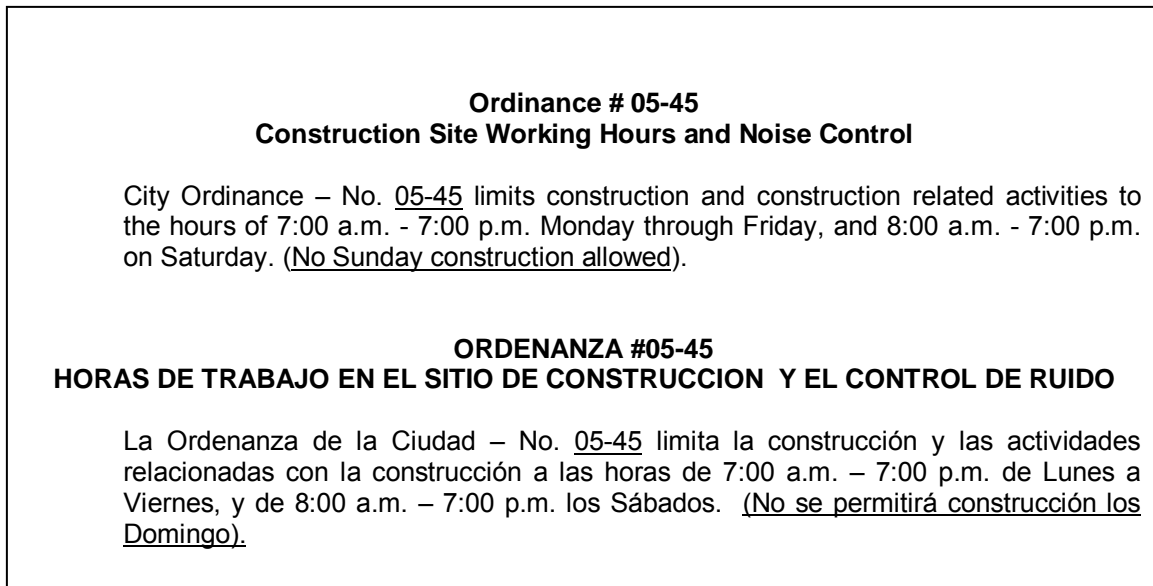 Ordinance # 05-45
Construction Site Working Hours and Noise Control
City Ordinance – No. 05-45 limits construction and construction related activities to
the hours of 7:00 a.m. - 7:00 p.m. Monday through Friday, and 8:00 a.m. - 7:00 p.m.
on Saturday. (No Sunday construction allowed).
ORDENANZA #05-45
HORAS DE TRABAJO EN EL SITIO DE CONSTRUCCION Y EL CONTROL DE RUIDO
La Ordenanza de la Ciudad – No. 05-45 limita la construcción y las actividades
relacionadas con la construcción a las horas de 7:00 a.m. – 7:00 p.m. de Lunes a
Viernes, y de 8:00 a.m. – 7:00 p.m. los Sábados. (No se permitirá construcción los
Domingo).